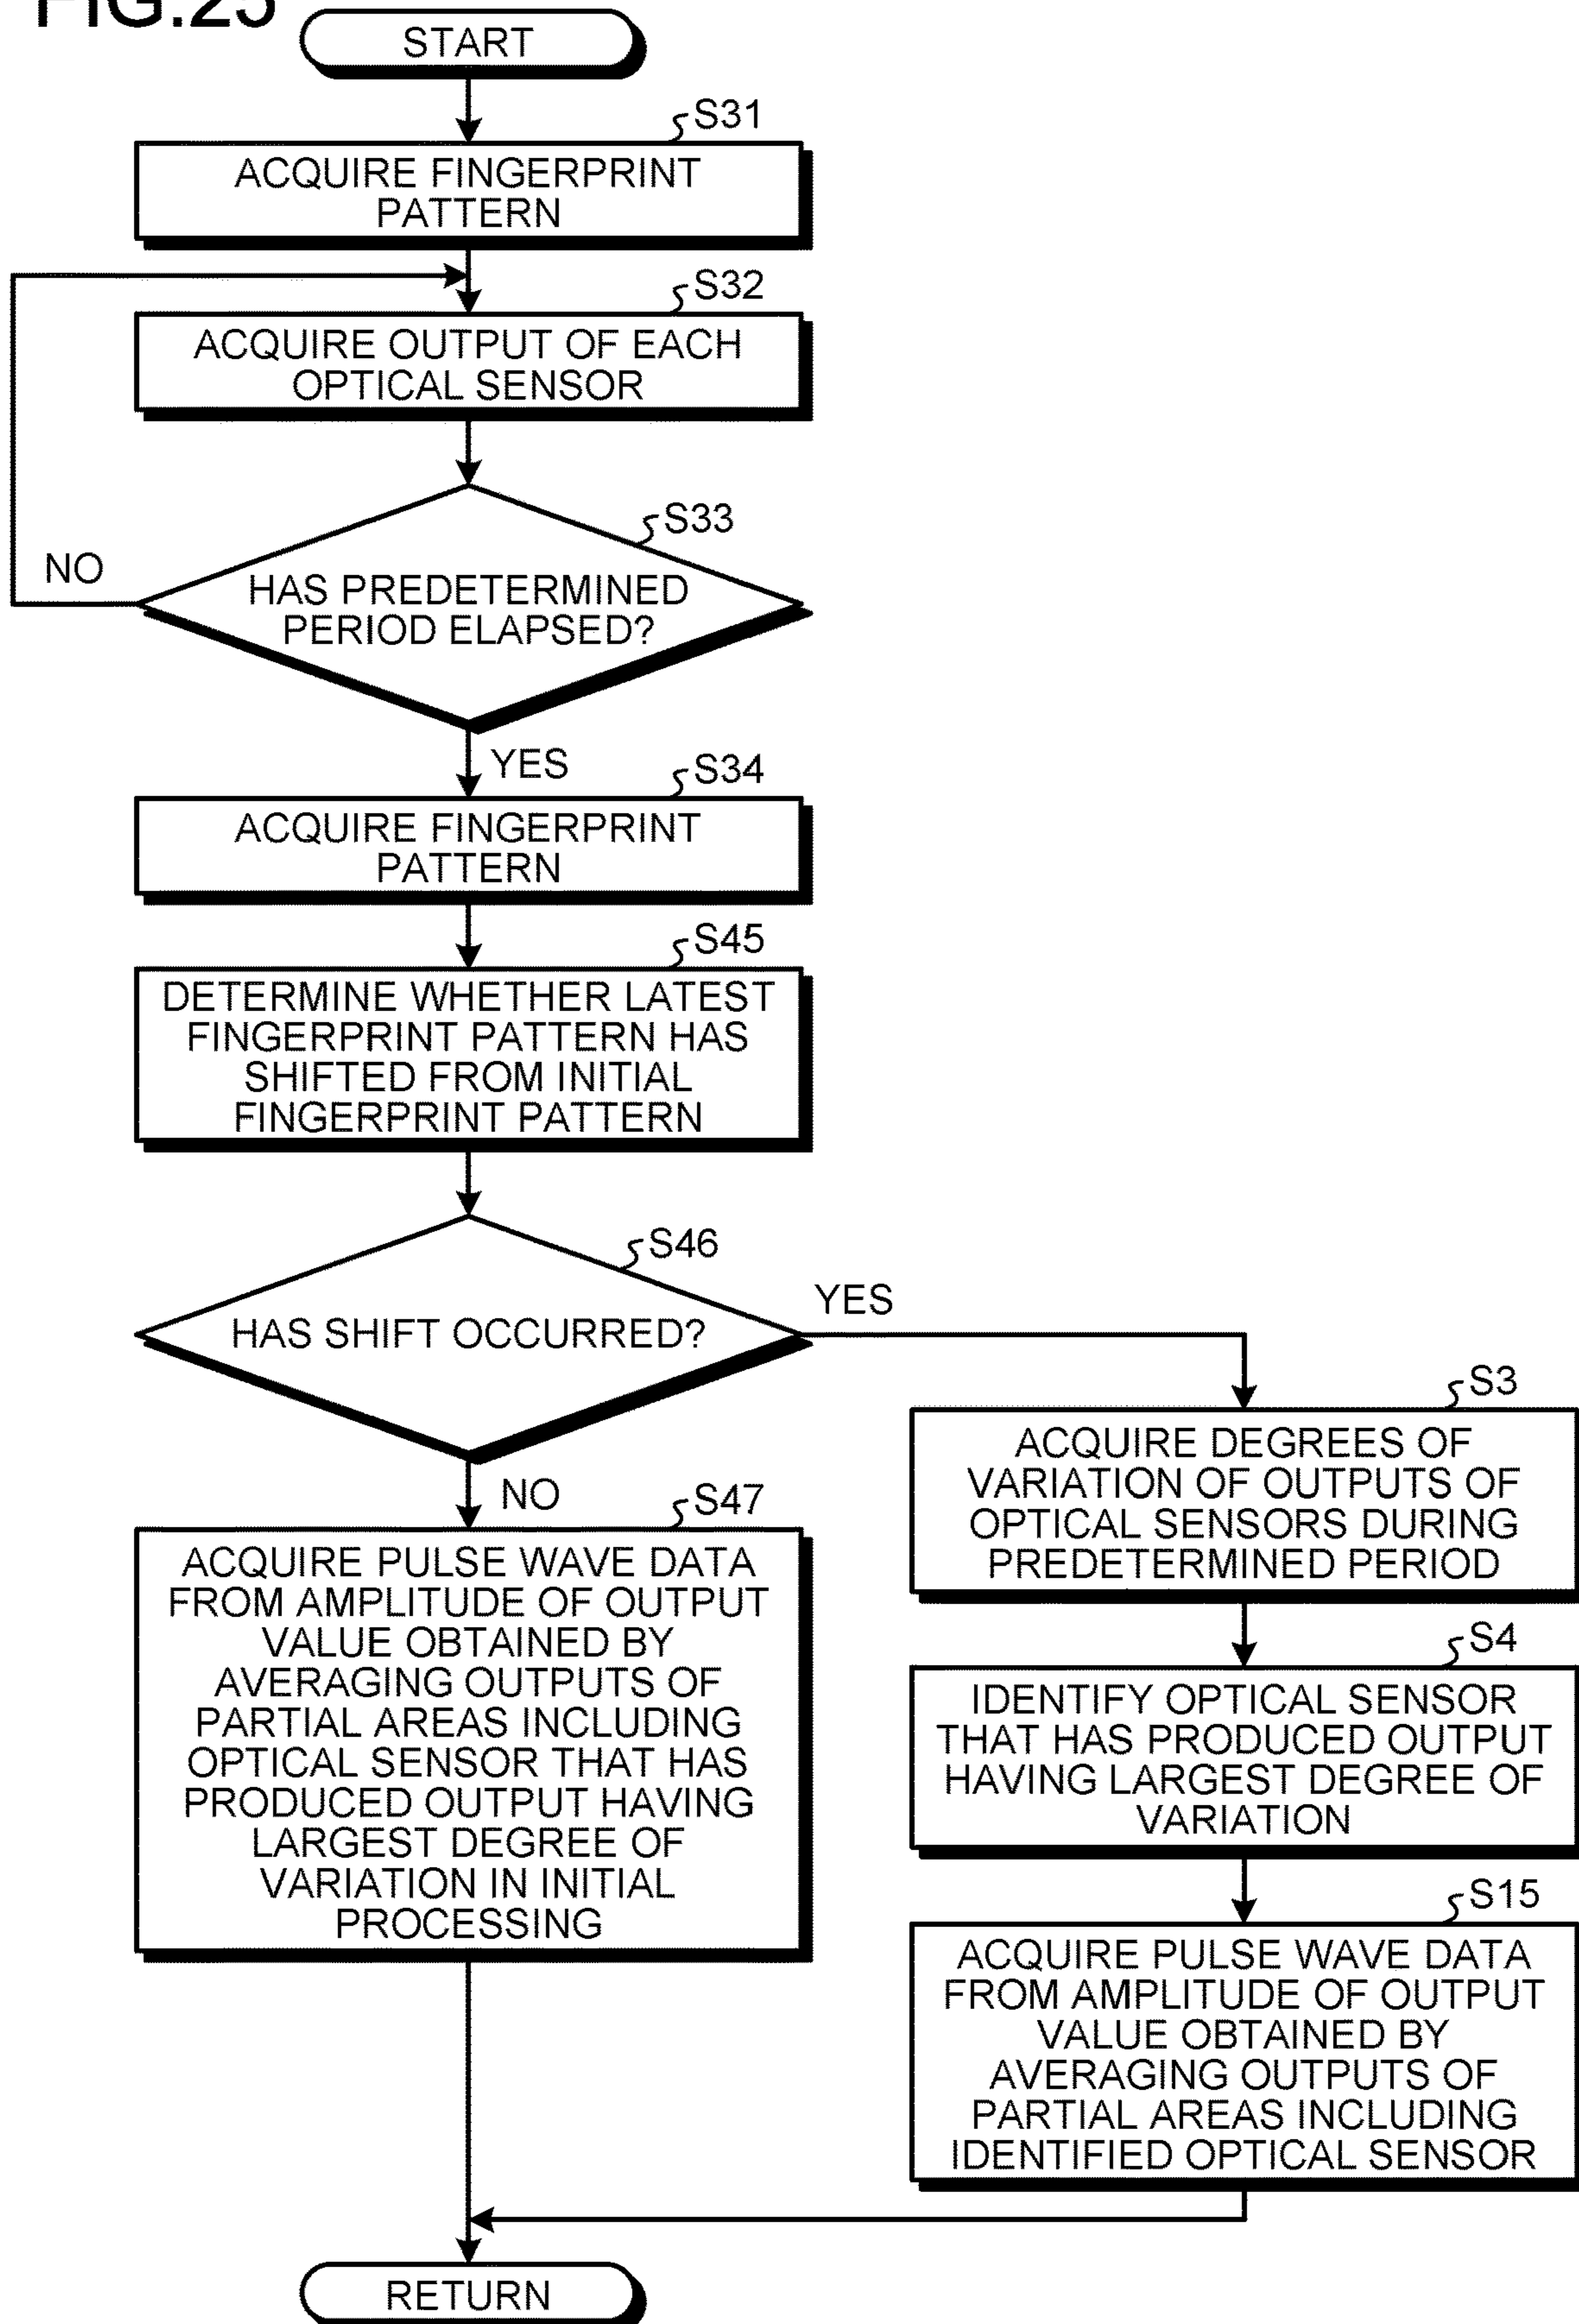 FIG.25
START
S31
ACQUIRE FINGERPRINT
PATTERN
S32
ACQUIRE OUTPUT OF EACH
OPTICAL SENSOR
S33
NO
HAS PREDETERMINED
PERIOD ELAPSED?
YES
S34
ACQUIRE FINGERPRINT
PATTERN
S45
DETERMINE WHETHER LATEST
FINGERPRINT PATTERN HAS
SHIFTED FROM INITIAL
FINGERPRINT PATTERN
S46
YES
HAS SHIFT OCCURRED?
NO
S47
ACQUIRE PULSE WAVE DATA
FROM AMPLITUDE OF OUTPUT
VALUE OBTAINED BY
AVERAGING OUTPUTS OF
PARTIAL AREAS INCLUDING
OPTICAL SENSOR THAT HAS
PRODUCED OUTPUT HAVING
LARGEST DEGREE OF
VARIATION IN INITIAL
PROCESSING
S3
ACQUIRE DEGREES OF
VARIATION OF OUTPUTS OF
OPTICAL SENSORS DURING
PREDETERMINED PERIOD
S4
IDENTIFY OPTICAL SENSOR
THAT HAS PRODUCED OUTPUT
HAVING LARGEST DEGREE OF
VARIATION
S15
ACQUIRE PULSE WAVE DATA
FROM AMPLITUDE OF OUTPUT
VALUE OBTAINED BY
AVERAGING OUTPUTS OF
PARTIAL AREAS INCLUDING
IDENTIFIED OPTICAL SENSOR
RETURN